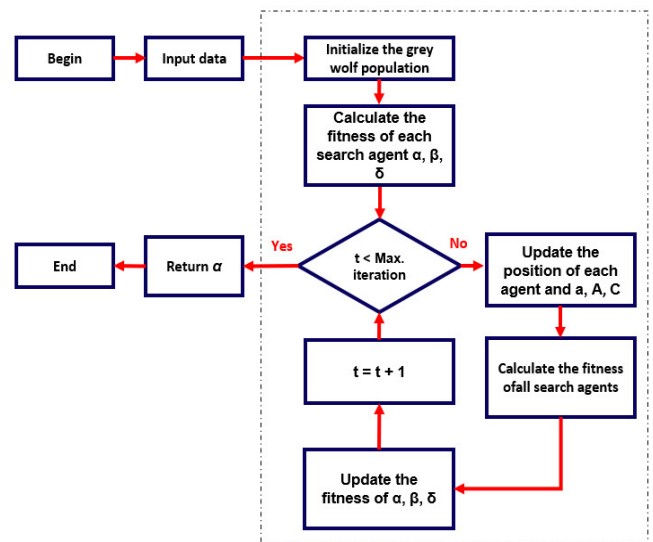 Begin
Input data
Initialize the grey
wolf population
Calculate the
fitness of each
search agent α, β,
δ
t < Max.
iteration
Yes
No
Return α
End
Update the
position of each
agent and a, A, C
Calculate the fitness
ofall search agents
Update the
fitness of α, β, δ
t = t + 1